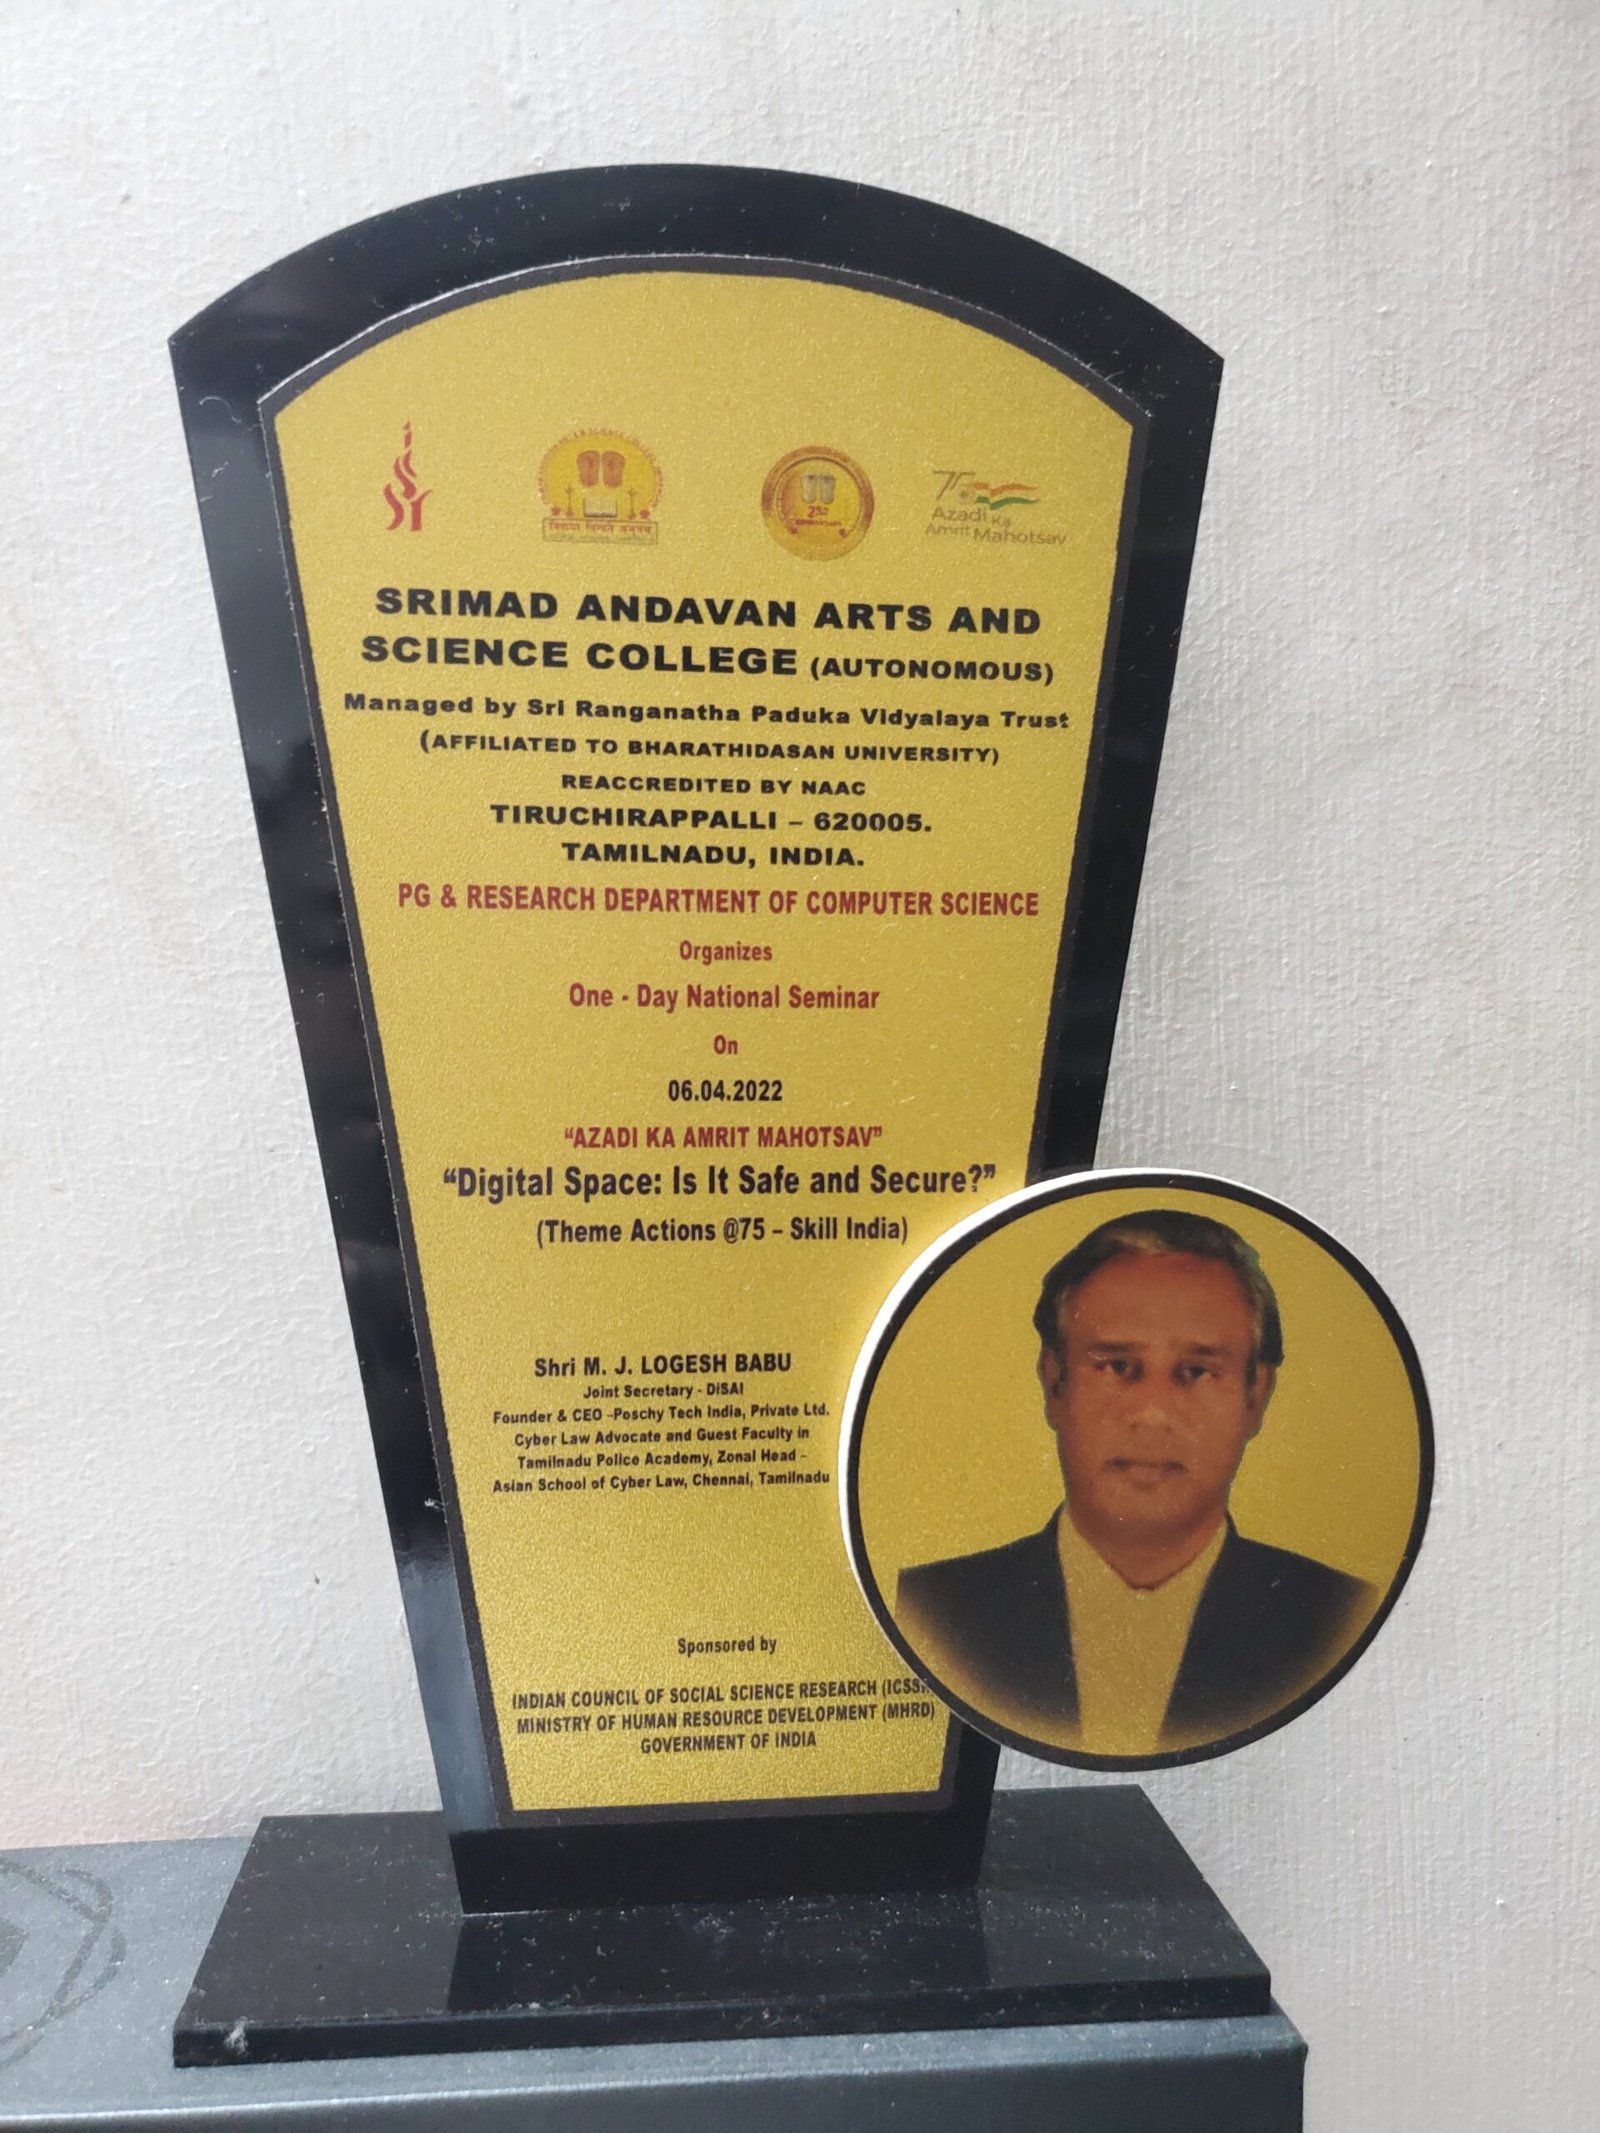 75
Azadi Ka
Amrit Mahotsav
SRIMAD ANDAVAN ARTS AND
SCIENCE COLLEGE (AUTONOMOUS)
Managed by Sri Ranganatha Paduka Vidyalaya Trust
(AFFILIATED TO BHARATHIDASAN UNIVERSITY)
REACCREDITED BY NAAC
TIRUCHIRAPPALLI – 620005.
TAMILNADU, INDIA.
PG & RESEARCH DEPARTMENT OF COMPUTER SCIENCE
Organizes
One - Day National Seminar
On
06.04.2022
“AZADI KA AMRIT MAHOTSAV”
“Digital Space: Is It Safe and Secure?”
(Theme Actions @75 – Skill India)
Shri M. J. LOGESH BABU
Joint Secretary - DiSAI
Founder & CEO –Poschy Tech India, Private Ltd.
Cyber Law Advocate and Guest Faculty in
Tamilnadu Police Academy, Zonal Head –
Asian School of Cyber Law, Chennai, Tamilnadu
Sponsored by
INDIAN COUNCIL OF SOCIAL SCIENCE RESEARCH
MINISTRY OF HUMAN RESOURCE DEVELOPMENT (MHRD)
GOVERNMENT OF INDIA